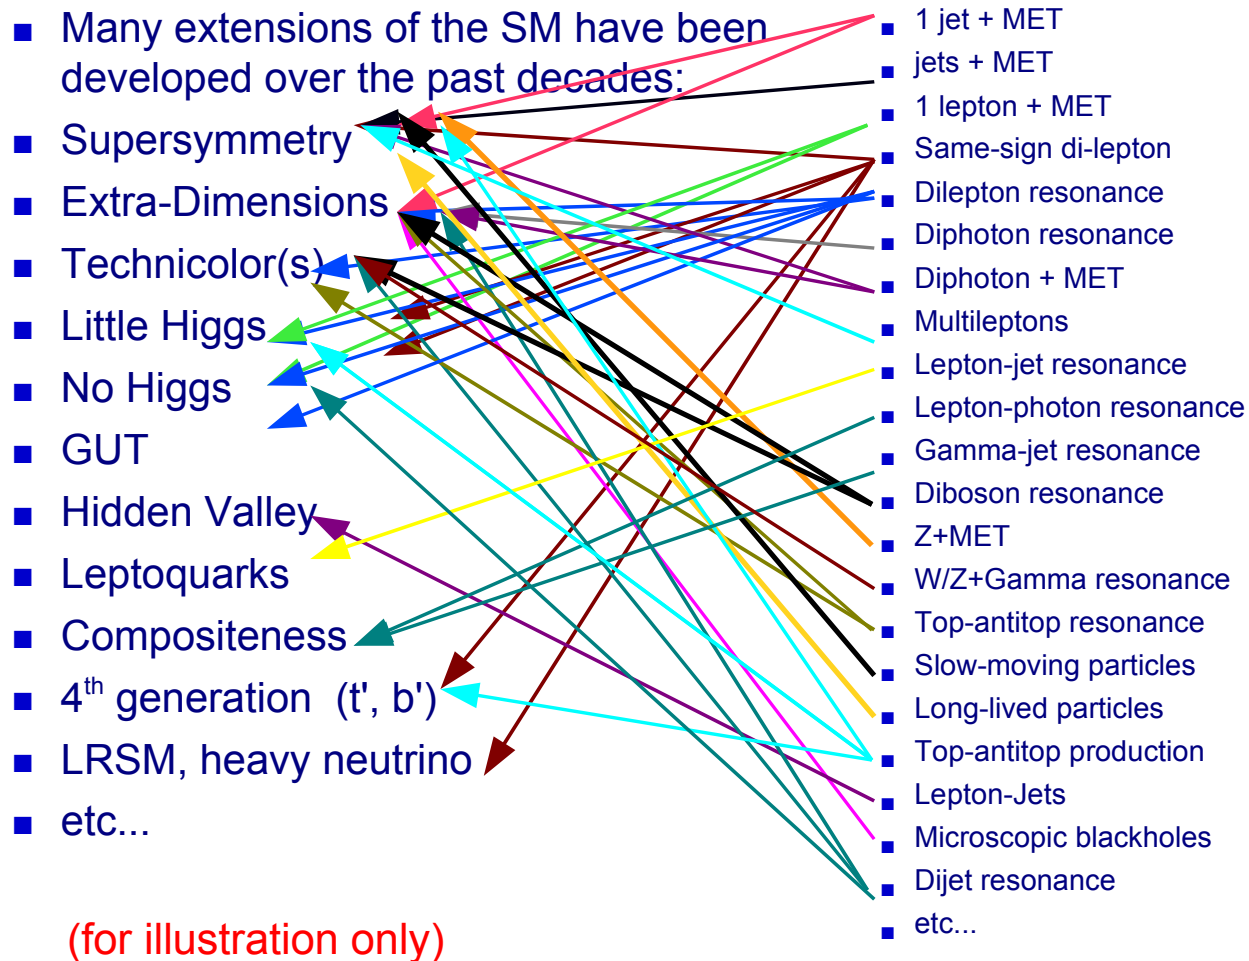 Many extensions of the SM have been
developed over the past decades:
Supersymmetry
Extra-Dimensions
Technicolor(s)
Little Higgs
No Higgs
GUT
Hidden Valley
Leptoquarks
Compositeness
4th generation (t', b')
LRSM, heavy neutrino
etc...
(for illustration only)
1 jet + MET
jets + MET
1 lepton + MET
Same-sign di-lepton
Dilepton resonance
Diphoton resonance
Diphoton + MET
Multileptons
Lepton-jet resonance
Lepton-photon resonance
Gamma-jet resonance
Diboson resonance
Z+MET
W/Z+Gamma resonance
Top-antitop resonance
Slow-moving particles
Long-lived particles
Top-antitop production
Lepton-Jets
Microscopic blackholes
Dijet resonance
etc...